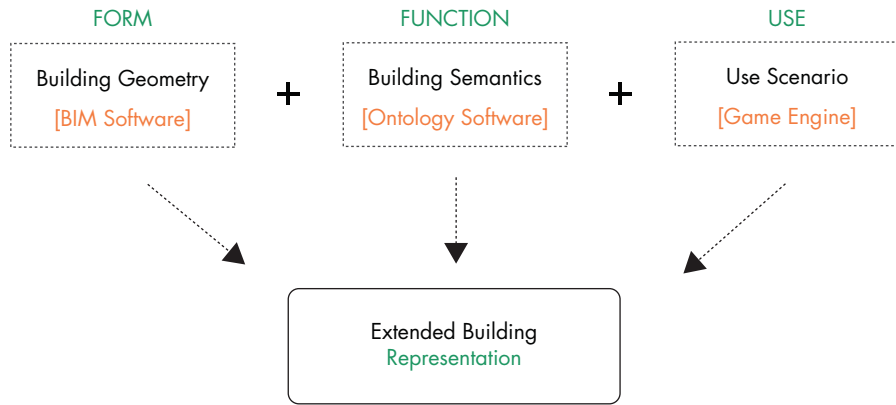 FORM
Building Geometry
[BIM Software]
+
FUNCTION
Building Semantics
[Ontology Software]
+
USE
Use Scenario
[Game Engine]
Extended Building
Representation